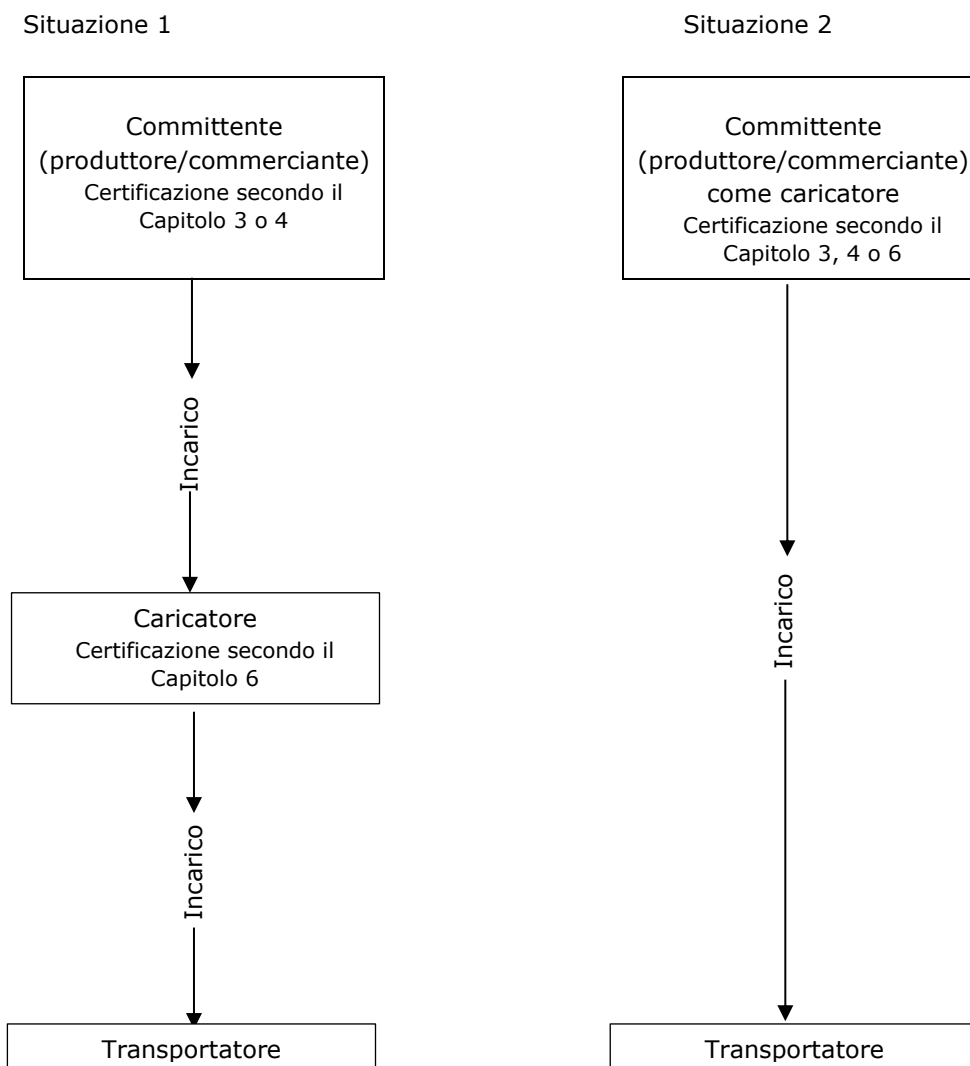 Situazione 1
Committente
(produttore/commerciante)
Certificazione secondo il
Capitolo 3 o 4
Incarico
Caricatore
Certificazione secondo il
Capitolo 6
Incarico
Transportatore
Situazione 2
Committente
(produttore/commerciante)
come caricatore
Certificazione secondo il
Capitolo 3, 4 o 6
Incarico
Transportatore